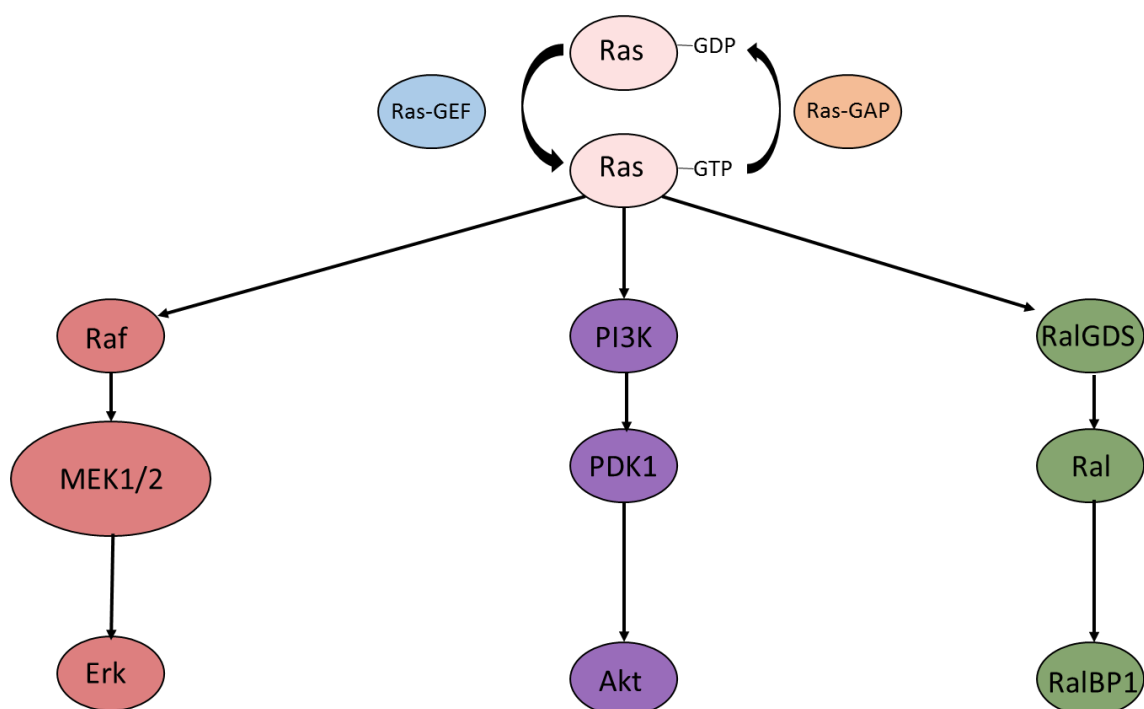 Ras
GDP
Ras-GEF
Ras-GAP
Ras
GTP
Raf
PI3K
RalGDS
MEK1/2
PDK1
Ral
Erk
Akt
RalBP1